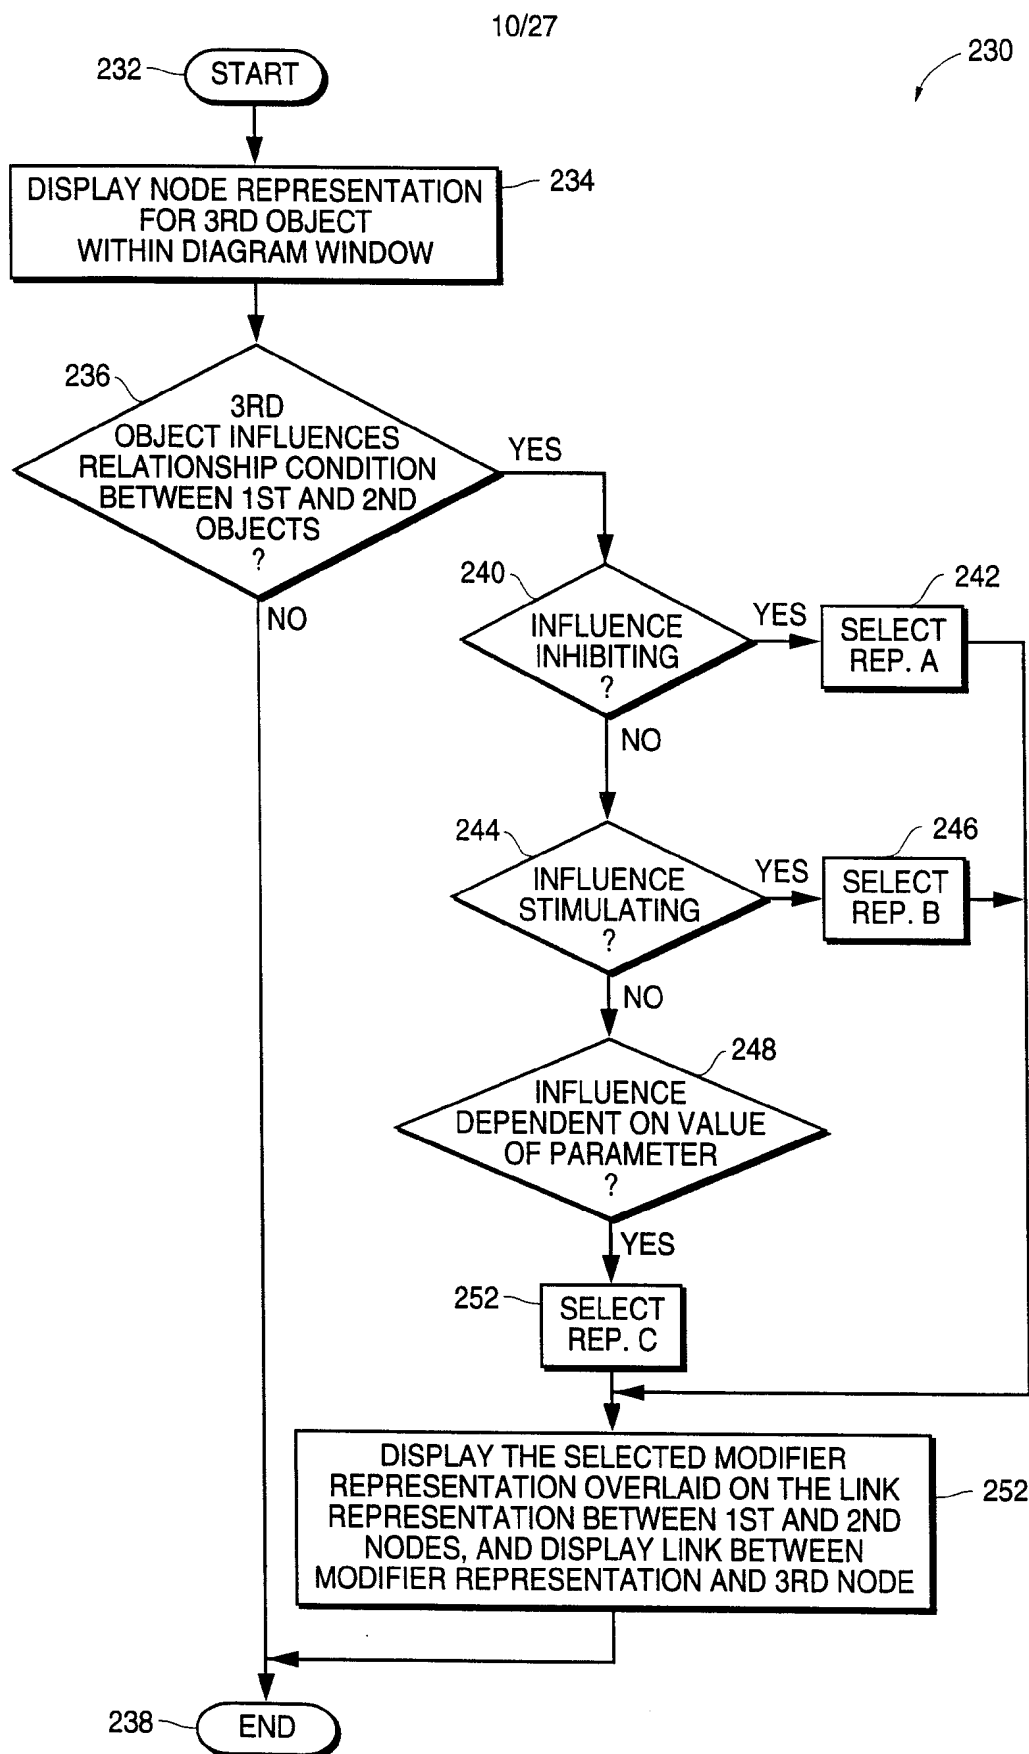 10/27
230
232
START
DISPLAY NODE REPRESENTATION
FOR 3RD OBJECT
WITHIN DIAGRAM WINDOW
234
236
3RD
OBJECT INFLUENCES
RELATIONSHIP CONDITION
BETWEEN 1ST AND 2ND
OBJECTS
?
YES
NO
240
INFLUENCE
INHIBITING
?
YES
242
SELECT
REP. A
NO
244
INFLUENCE
STIMULATING
?
YES
246
SELECT
REP. B
NO
248
INFLUENCE
DEPENDENT ON VALUE
OF PARAMETER
?
YES
252
SELECT
REP. C
DISPLAY THE SELECTED MODIFIER
REPRESENTATION OVERLAID ON THE LINK
REPRESENTATION BETWEEN 1ST AND 2ND
NODES, AND DISPLAY LINK BETWEEN
MODIFIER REPRESENTATION AND 3RD NODE
252
238
END